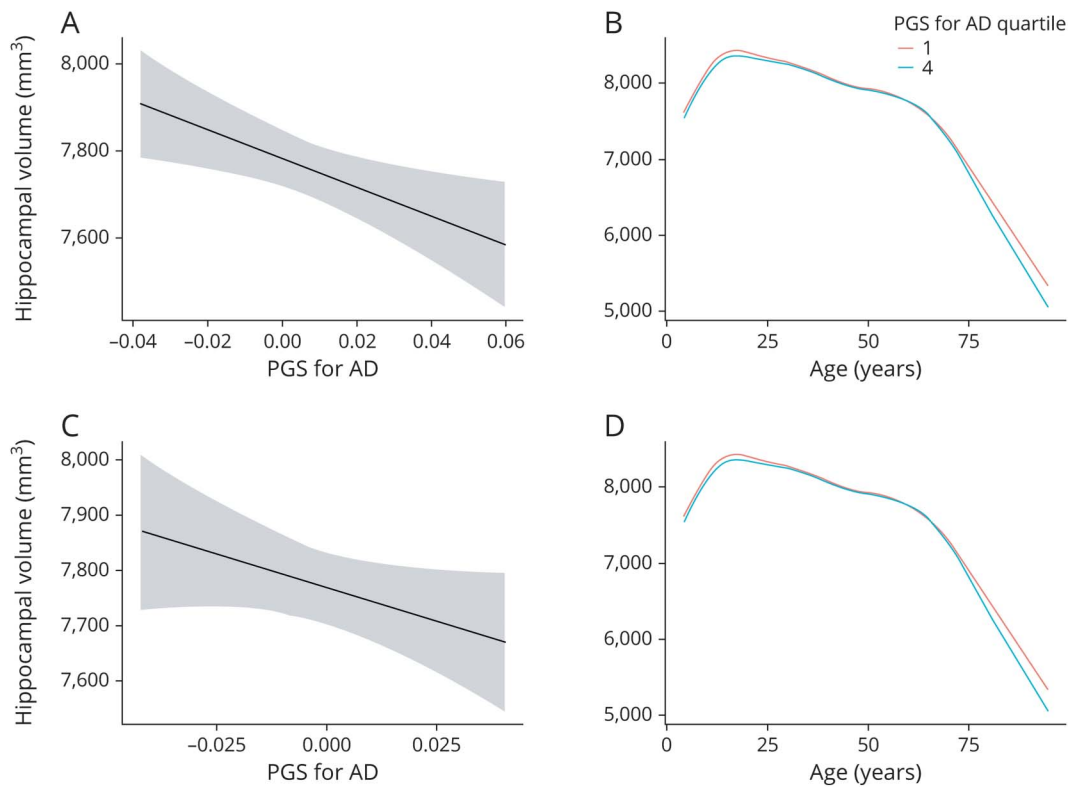 A
Hippocampal volume (mm³)
8,000
7,800
7,600
−0.04 −0.02 0.00 0.02 0.04 0.06
PGS for AD
B
PGS for AD quartile
1
4
8,000
7,000
6,000
5,000
0 25 50 75
Age (years)
C
Hippocampal volume (mm³)
8,000
7,900
7,800
7,700
7,600
−0.025 0.000 0.025
PGS for AD
D
8,000
7,000
6,000
5,000
0 25 50 75
Age (years)